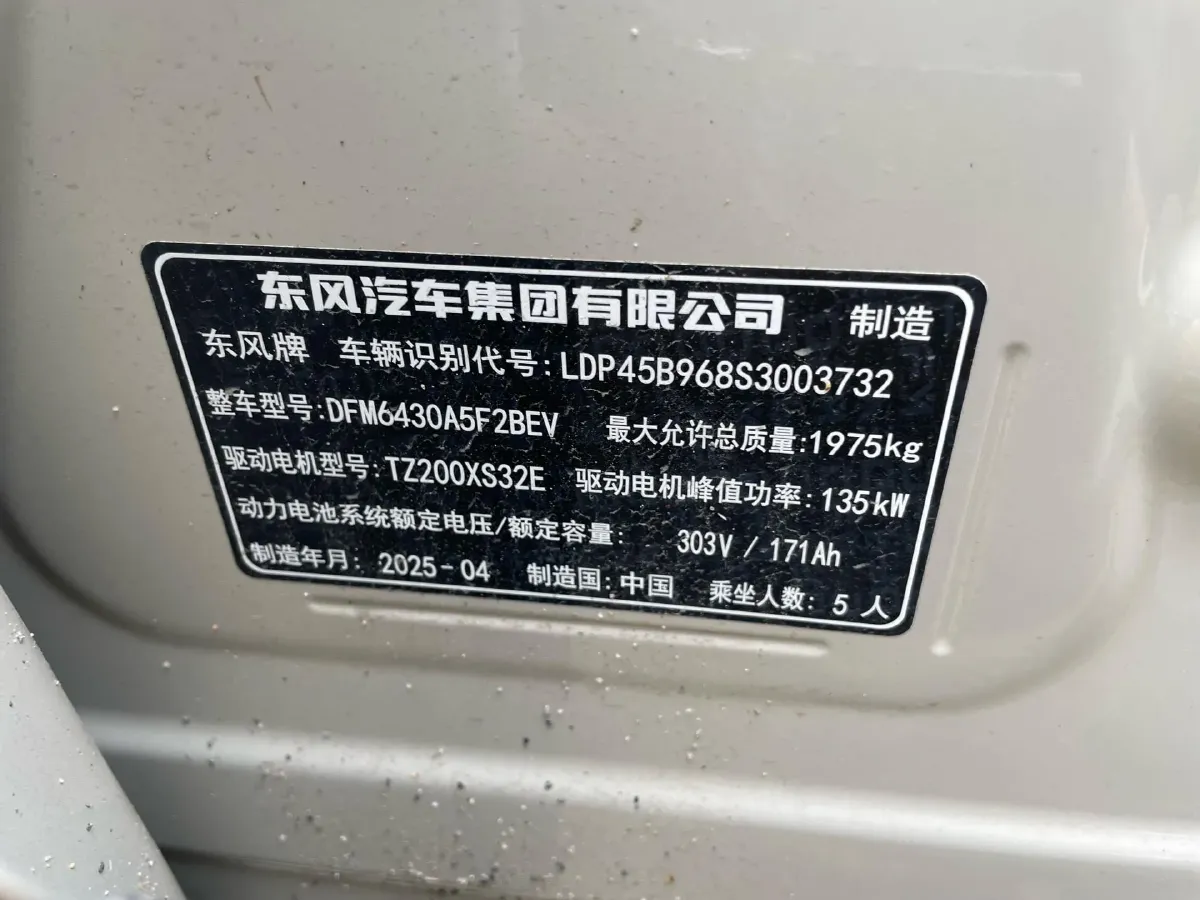 东风汽车集团有限公司 制造
东风牌 车辆识别代号:LDP45B968S3003732
整车型号:DFM6430A5F2BEV 最大允许总质量:1975kg
驱动电机型号:TZ200XS32E 驱动电机峰值功率:135kW
动力电池系统额定电压/额定容量: 303V / 171Ah
制造年月: 2025-04 制造国:中国 乘坐人数: 5 人